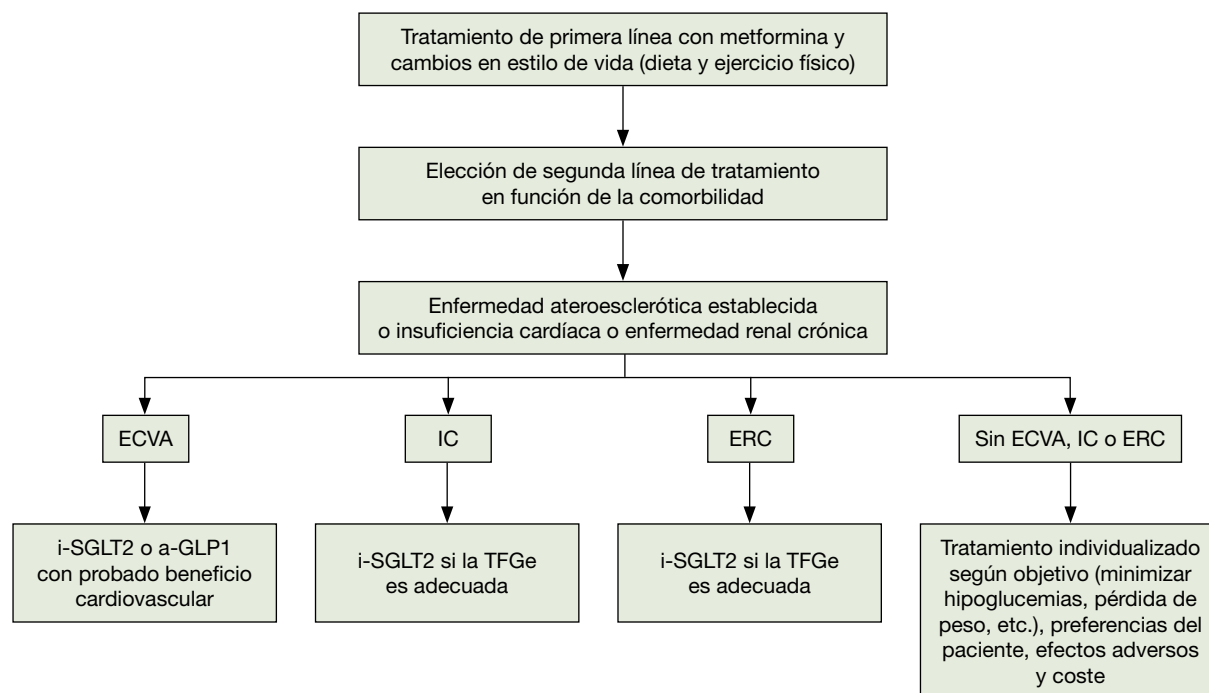 Tratamiento de primera línea con metformina y
cambios en estilo de vida (dieta y ejercicio físico)
Elección de segunda línea de tratamiento
en función de la comorbilidad
Enfermedad ateroesclerótica establecida
o insuficiencia cardíaca o enfermedad renal crónica
ECVA
IC
ERC
Sin ECVA, IC o ERC
i-SGLT2 o a-GLP1
con probado beneficio
cardiovascular
i-SGLT2 si la TFGe
es adecuada
i-SGLT2 si la TFGe
es adecuada
Tratamiento individualizado
según objetivo (minimizar
hipoglucemias, pérdida de
peso, etc.), preferencias del
paciente, efectos adversos
y coste